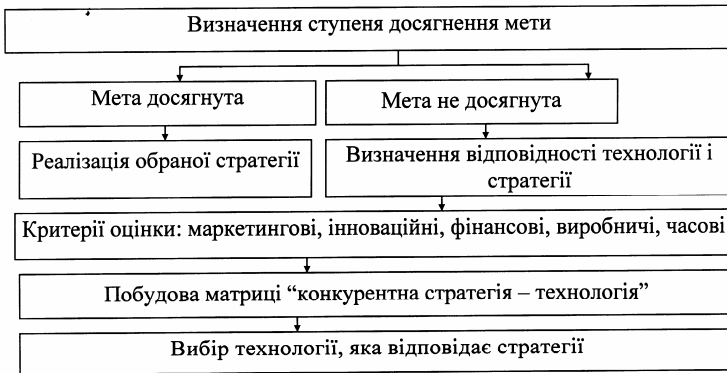 Визначення ступеня досягнення мети
Мета досягнута
Мета не досягнута
Реалізація обраної стратегії
Визначення відповідності технології і
стратегії
Критерії оцінки: маркетингові, інноваційні, фінансові, виробничі, часові
Побудова матриці “конкурентна стратегія – технологія”
Вибір технології, яка відповідає стратегії